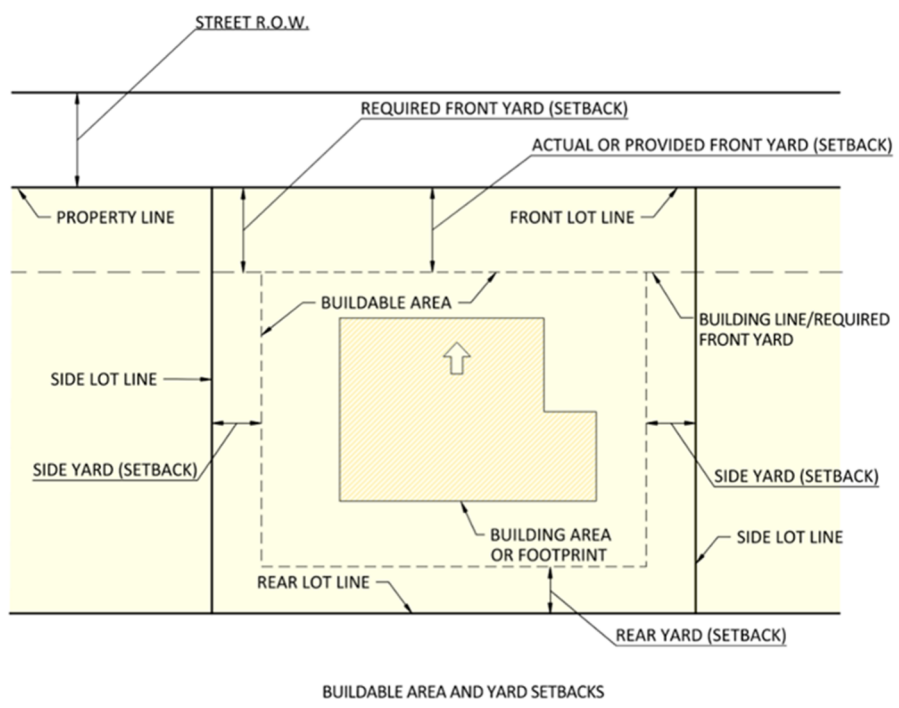 STREET R.O.W.
REQUIRED FRONT YARD (SETBACK)
ACTUAL OR PROVIDED FRONT YARD (SETBACK)
PROPERTY LINE
FRONT LOT LINE
BUILDABLE AREA
BUILDING LINE/REQUIRED
FRONT YARD
SIDE LOT LINE
SIDE YARD (SETBACK)
SIDE YARD (SETBACK)
BUILDING AREA
OR FOOTPRINT
SIDE LOT LINE
REAR LOT LINE
REAR YARD (SETBACK)
BUILDABLE AREA AND YARD SETBACKS